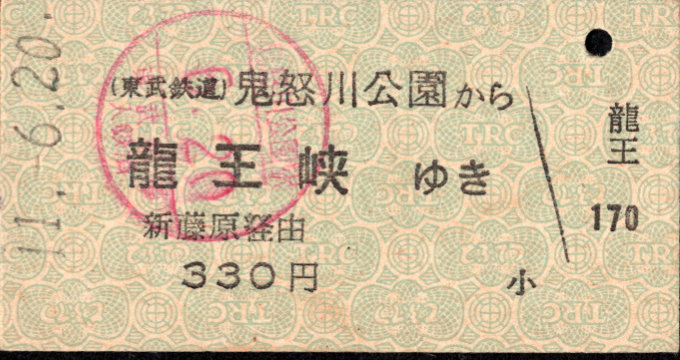 11.-6.20.
(東武鉄道)鬼怒川公園から
龍王峡 ゆき
新藤原経由
330円
小
龍王
170